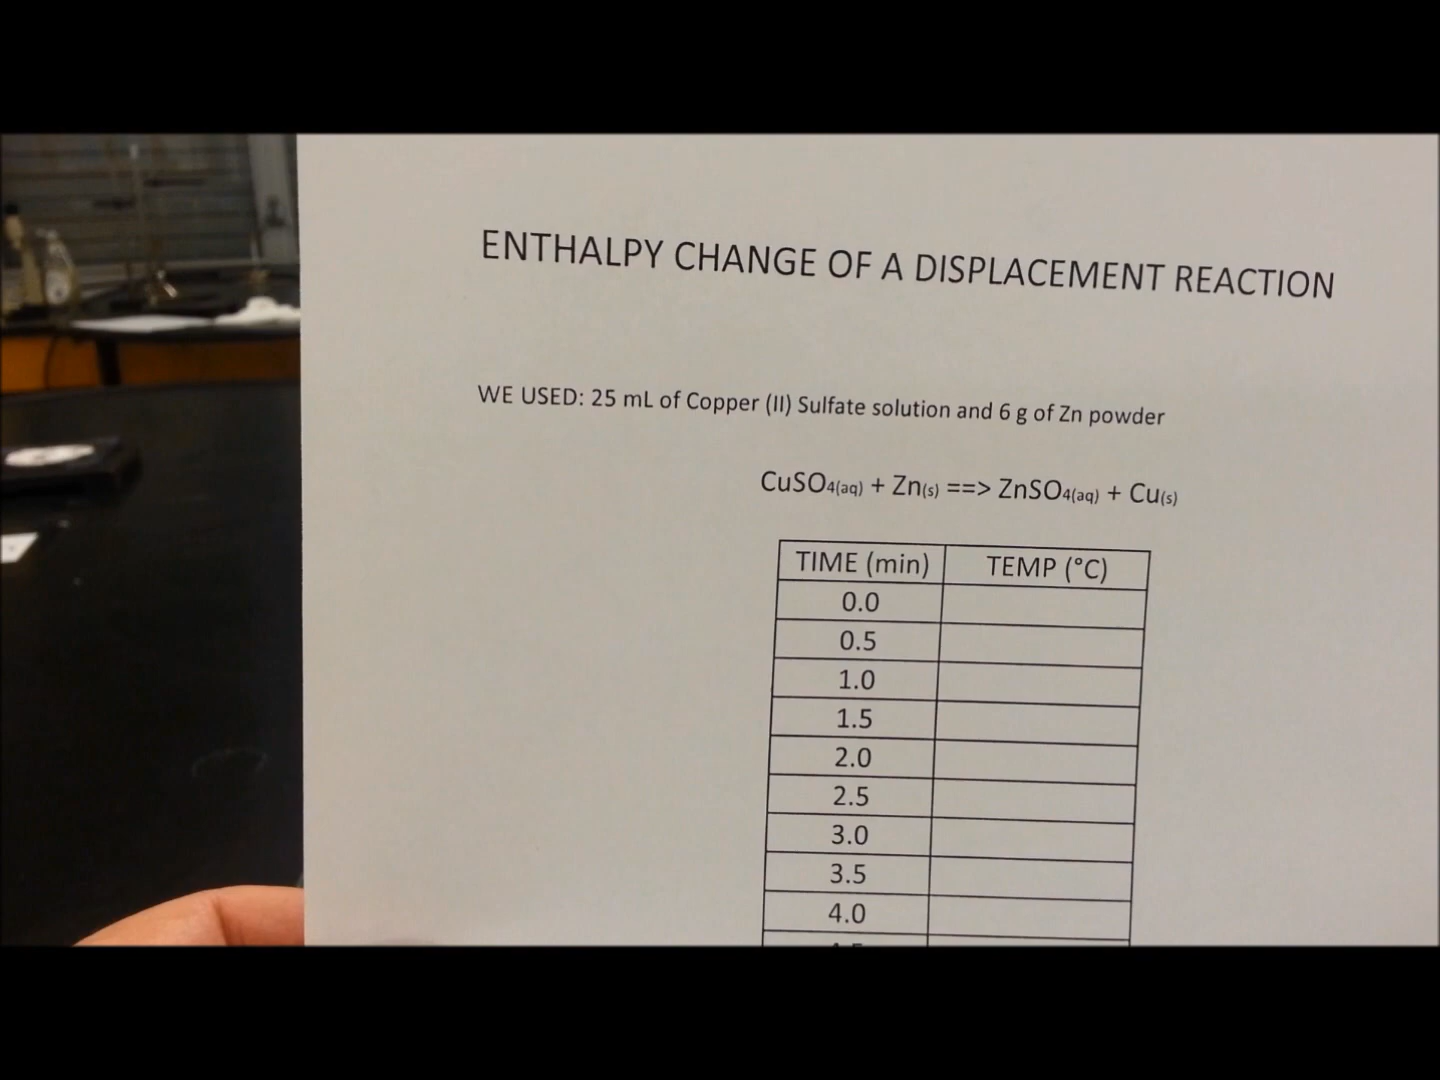 ENTHALPY CHANGE OF A DISPLACEMENT REACTION
WE USED: 25 mL of Copper (II) Sulfate solution and 6 g of Zn powder
CuSO4(aq) + Zn(s) ==> ZnSO4(aq) + Cu(s)
TIME (min) TEMP (°C)
0.0
0.5
1.0
1.5
2.0
2.5
3.0
3.5
4.0